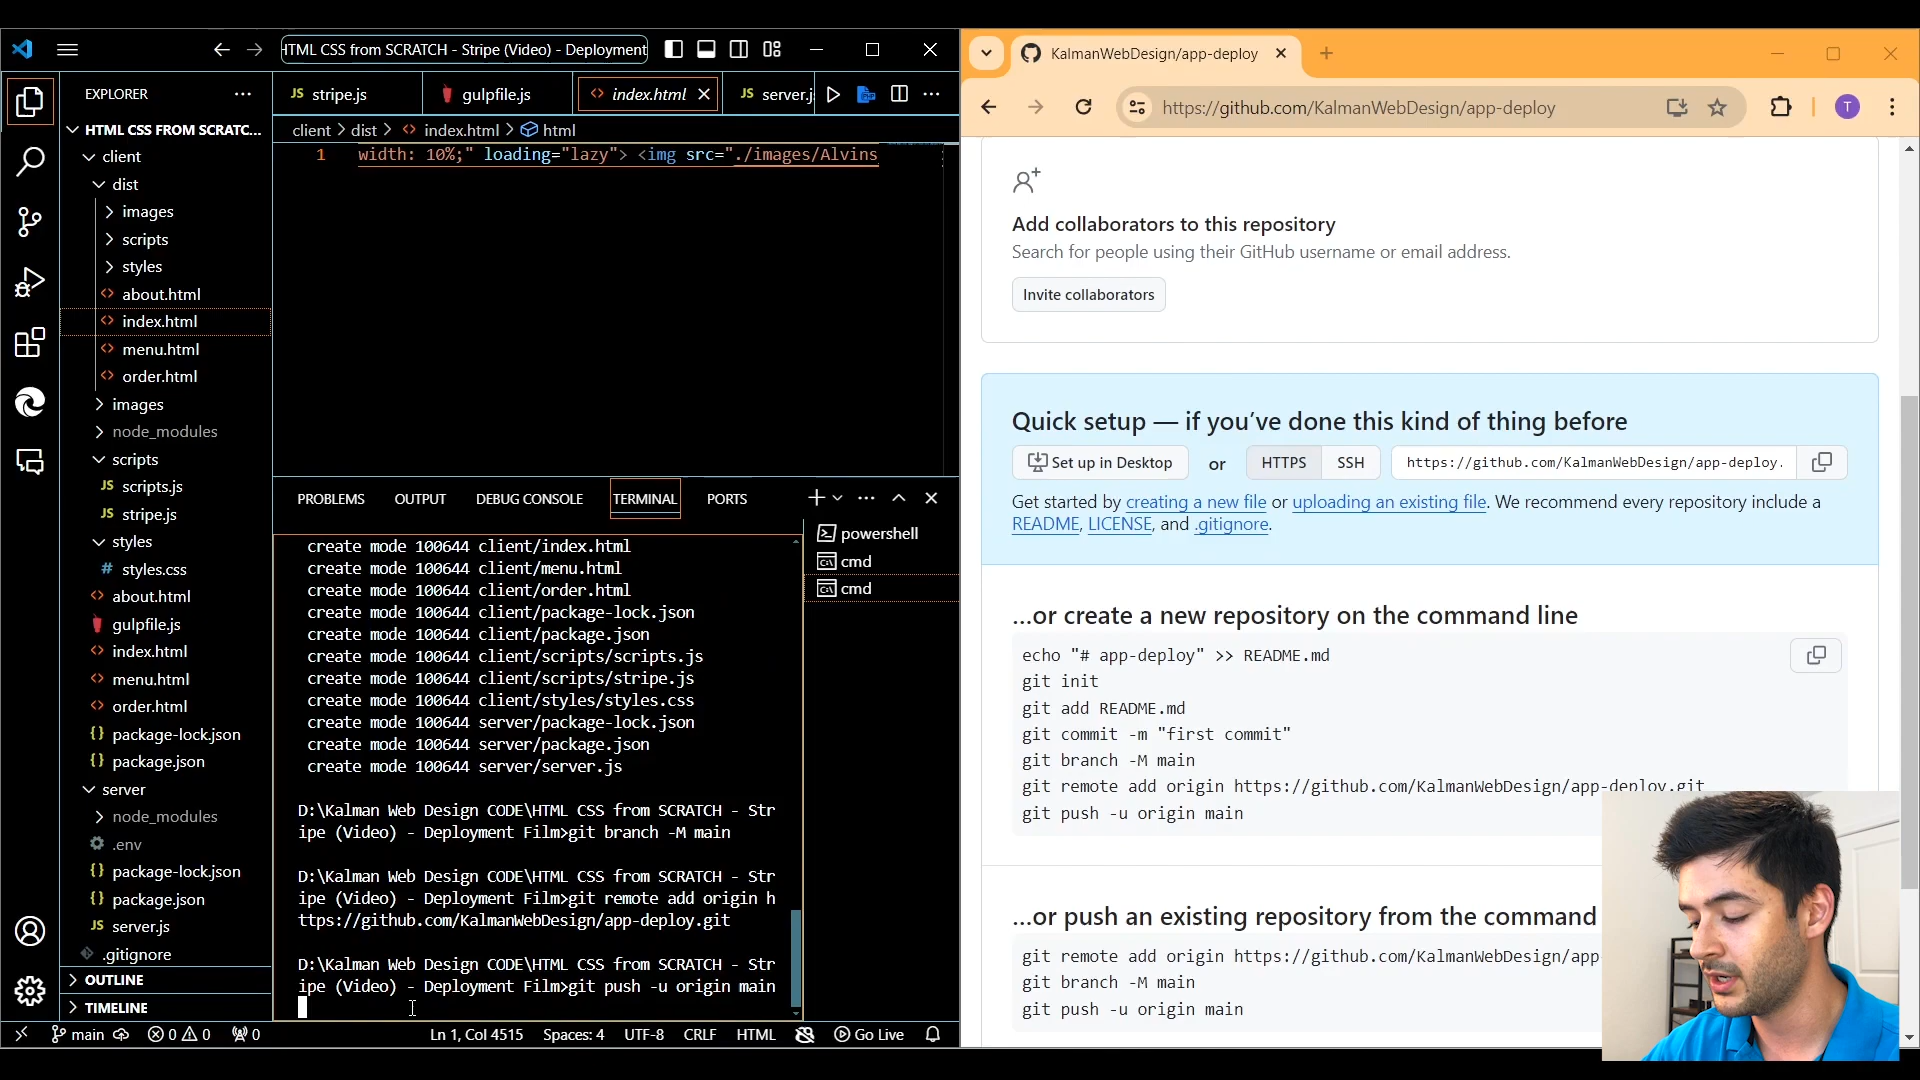 HTML CSS from SCRATCH - Stripe (Video) - Deployment
EXPLORER
HTML CSS FROM SCRATC...
client
dist
images
scripts
styles
about.html
index.html
menu.html
order.html
images
node_modules
scripts
JS scripts.js
JS stripe.js
styles
# styles.css
about.html
gulpfile.js
index.html
menu.html
order.html
{} package-lock.json
{} package.json
server
node_modules
.env
{} package-lock.json
{} package.json
JS server.js
.gitignore
OUTLINE
TIMELINE
JS stripe.js
gulpfile.js
<> index.html
JS server.j
client > dist > <> index.html > html
1 width: 10%;" loading="lazy"> <img src="./images/Alvins
PROBLEMS OUTPUT DEBUG CONSOLE TERMINAL PORTS
powershell
cmd
cmd
create mode 100644 client/index.html
create mode 100644 client/menu.html
create mode 100644 client/order.html
create mode 100644 client/package-lock.json
create mode 100644 client/package.json
create mode 100644 client/scripts/scripts.js
create mode 100644 client/scripts/stripe.js
create mode 100644 client/styles/styles.css
create mode 100644 server/package-lock.json
create mode 100644 server/package.json
create mode 100644 server/server.js
D:\Kalman Web Design CODE\HTML CSS from SCRATCH - Str
ipe (Video) - Deployment Film>git branch -M main
D:\Kalman Web Design CODE\HTML CSS from SCRATCH - Str
ipe (Video) - Deployment Film>git remote add origin h
ttps://github.com/KalmanWebDesign/app-deploy.git
D:\Kalman Web Design CODE\HTML CSS from SCRATCH - Str
ipe (Video) - Deployment Film>git push -u origin main
main 0 0 0 Ln 1, Col 4515 Spaces: 4 UTF-8 CRLF HTML Go Live
KalmanWebDesign/app-deploy
https://github.com/KalmanWebDesign/app-deploy
T
Add collaborators to this repository
Search for people using their GitHub username or email address.
Invite collaborators
Quick setup — if you’ve done this kind of thing before
Set up in Desktop or HTTPS SSH https://github.com/KalmanWebDesign/app-deploy.
Get started by creating a new file or uploading an existing file. We recommend every repository include a
README, LICENSE, and .gitignore.
...or create a new repository on the command line
echo "# app-deploy" >> README.md
git init
git add README.md
git commit -m "first commit"
git branch -M main
git remote add origin https://github.com/KalmanWebDesign/app-deploy.git
git push -u origin main
...or push an existing repository from the command
git remote add origin https://github.com/KalmanWebDesign/app
git branch -M main
git push -u origin main